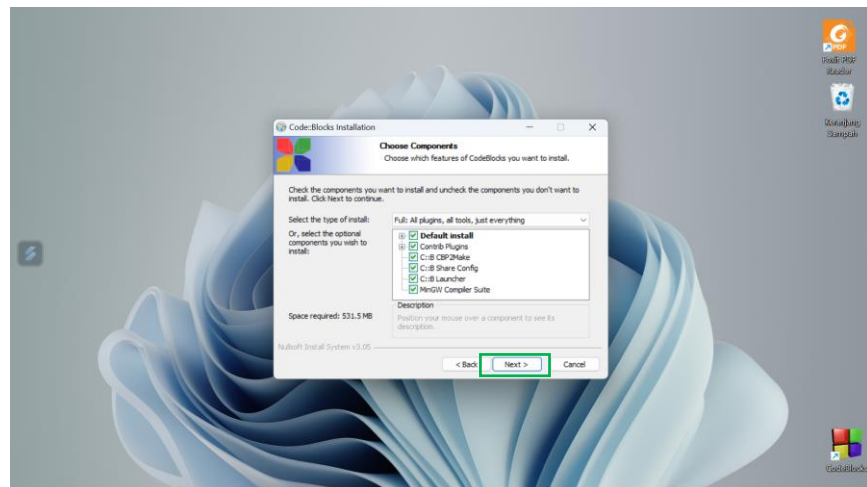 PDF
Foxit PDF
Reader
Keranjang
Sampah
Code::Blocks Installation
Choose Components
Choose which features of CodeBlocks you want to install.
Check the components you want to install and uncheck the components you don't want to
install. Click Next to continue.
Select the type of install:
Full: All plugins, all tools, just everything
Or, select the optional
components you wish to
install:
Default install
Contrib Plugins
C::B CBP2Make
C::B Share Config
C::B Launcher
MinGW Compiler Suite
Space required: 531.5 MB
Description
Position your mouse over a component to see its
description.
Nullsoft Install System v3.05
< Back
Next >
Cancel
CodeBlocks